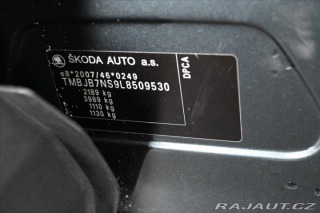 ŠKODA AUTO a.s.
e8*2007/46*0249
TMBJB7NS9L8509530
2189 kg
3989 kg
1110 kg
1130 kg
DPCA
RAJAUT.CZ